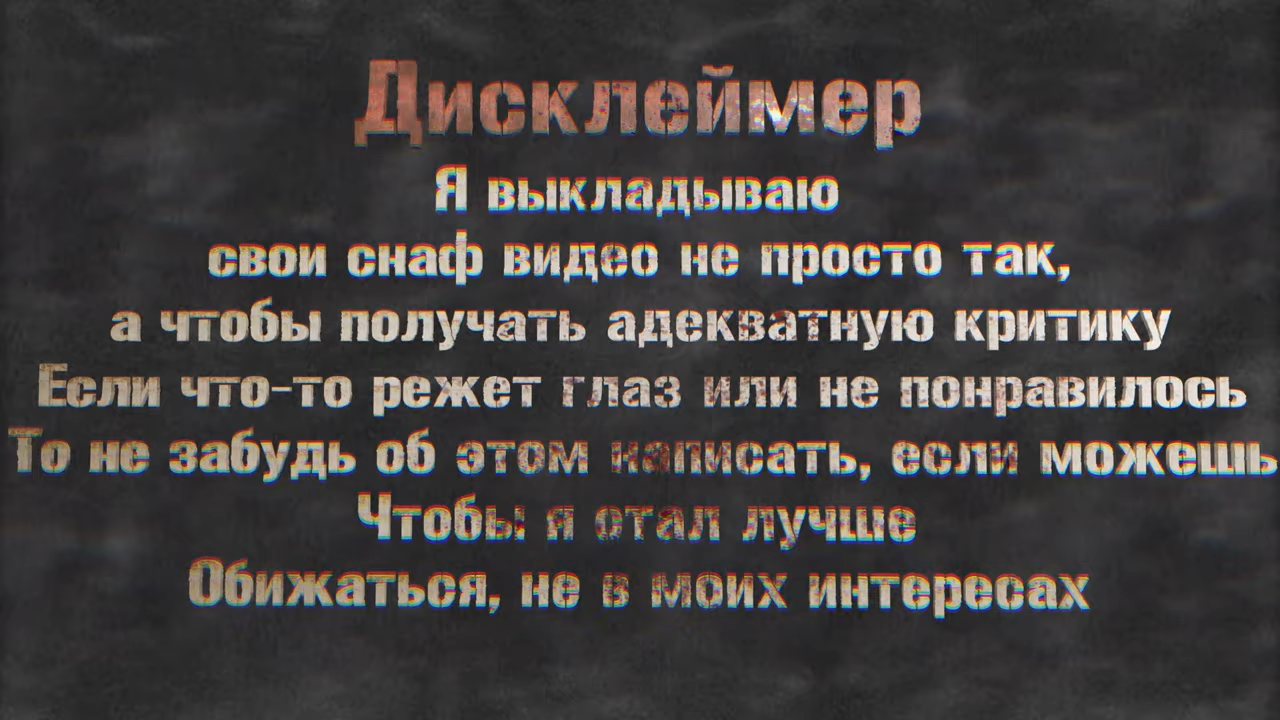 Дисклеймер
Я выкладываю
свои снаф видео не просто так,
а чтобы получать адекватную критику
Если что-то режет глаз или не понравилось
То не забудь об этом написать, если можешь
Чтобы я стал лучше
Обижаться, не в моих интересах